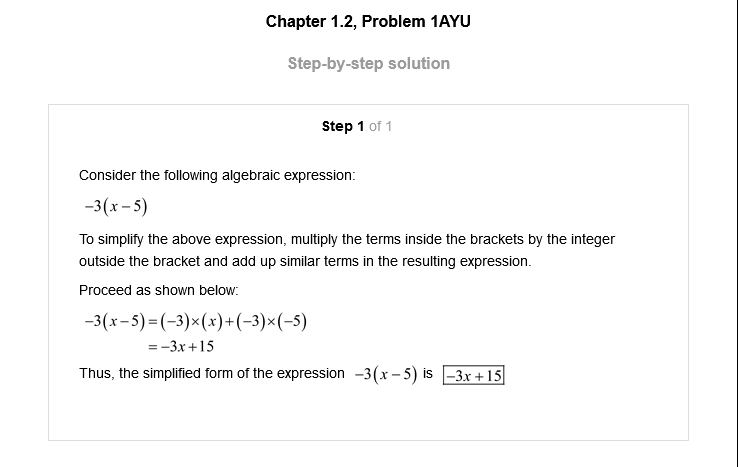 Chapter 1.2, Problem 1AYU
Step-by-step solution
Step 1 of 1
Consider the following algebraic expression:
−3(x−5)
To simplify the above expression, multiply the terms inside the brackets by the integer
outside the bracket and add up similar terms in the resulting expression.
Proceed as shown below:
−3(x−5)=(−3)×(x)+(−3)×(−5)
=−3x+15
Thus, the simplified form of the expression −3(x−5) is −3x+15